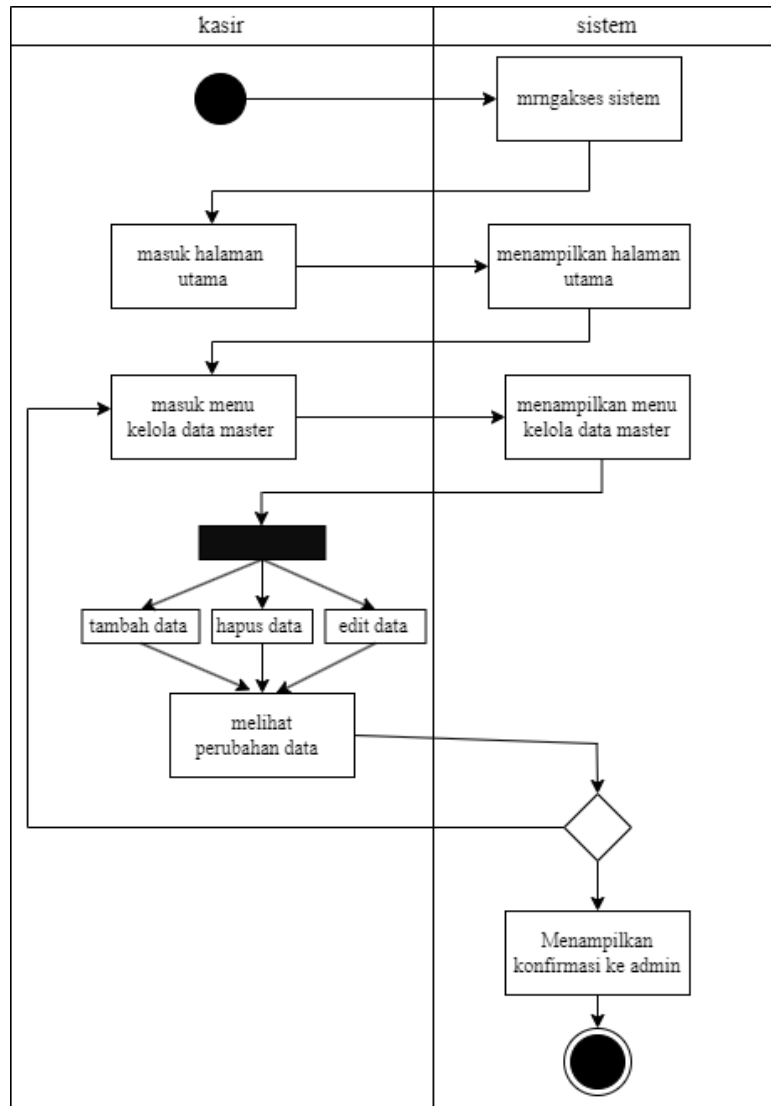 kasir
sistem
mrngakses sistem
masuk halaman
utama
menampilkan halaman
utama
masuk menu
kelola data master
menampilkan menu
kelola data master
tambah data
hapus data
edit data
melihat
perubahan data
Menampilkan
konfirmasi ke admin